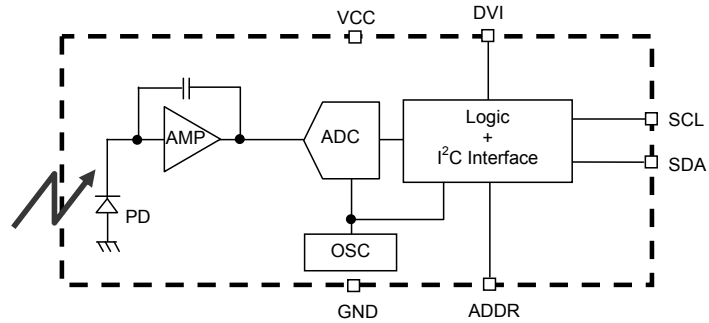 VCC
DVI
AMP
ADC
Logic
+
I²C Interface
SCL
SDA
PD
OSC
GND
ADDR